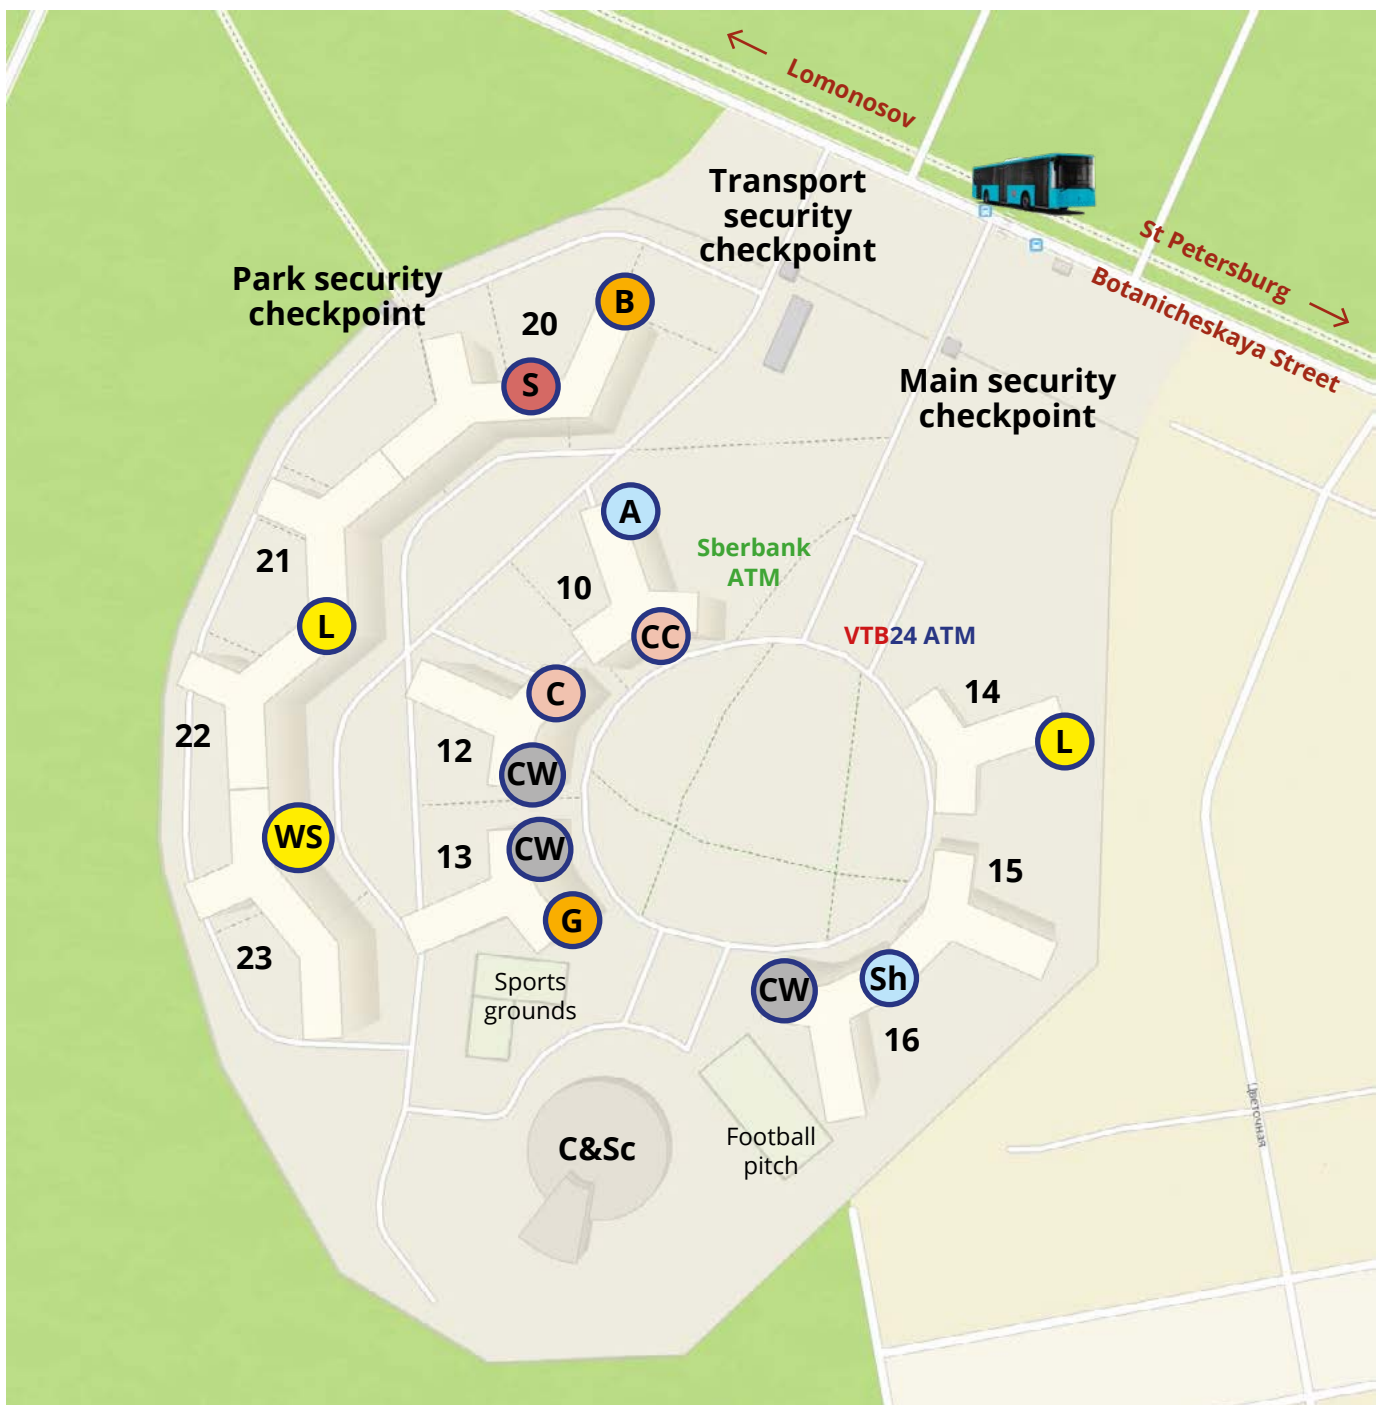 Lomonosov
Transport
security
checkpoint
St Petersburg
Botanicheskaya Street
Park security
checkpoint
B
20
S
Main security
checkpoint
A
Sberbank
ATM
21
10
L
CC
VTB24 ATM
C
14
22
12
L
CW
WS
CW
13
15
G
23
Sports
grounds
CW
Sh
16
C&Sc
Football
pitch
Цветочная